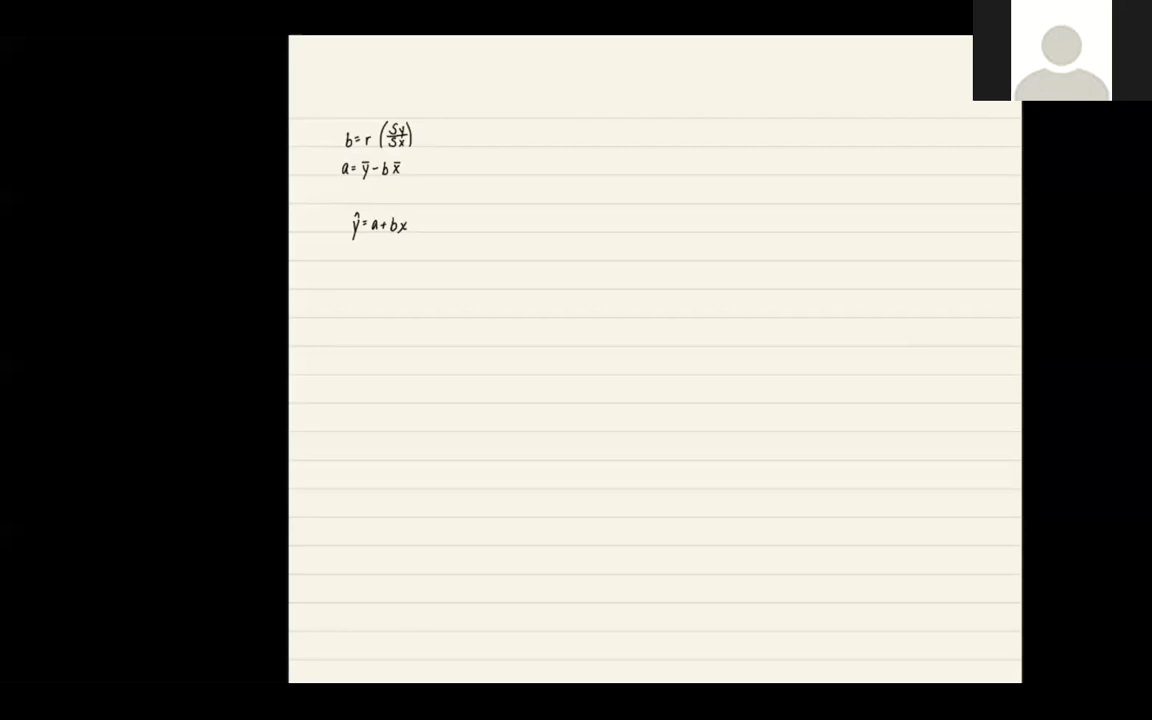 b = r (Sy/Sx)
a = ȳ - b x̄
ŷ = a + bx